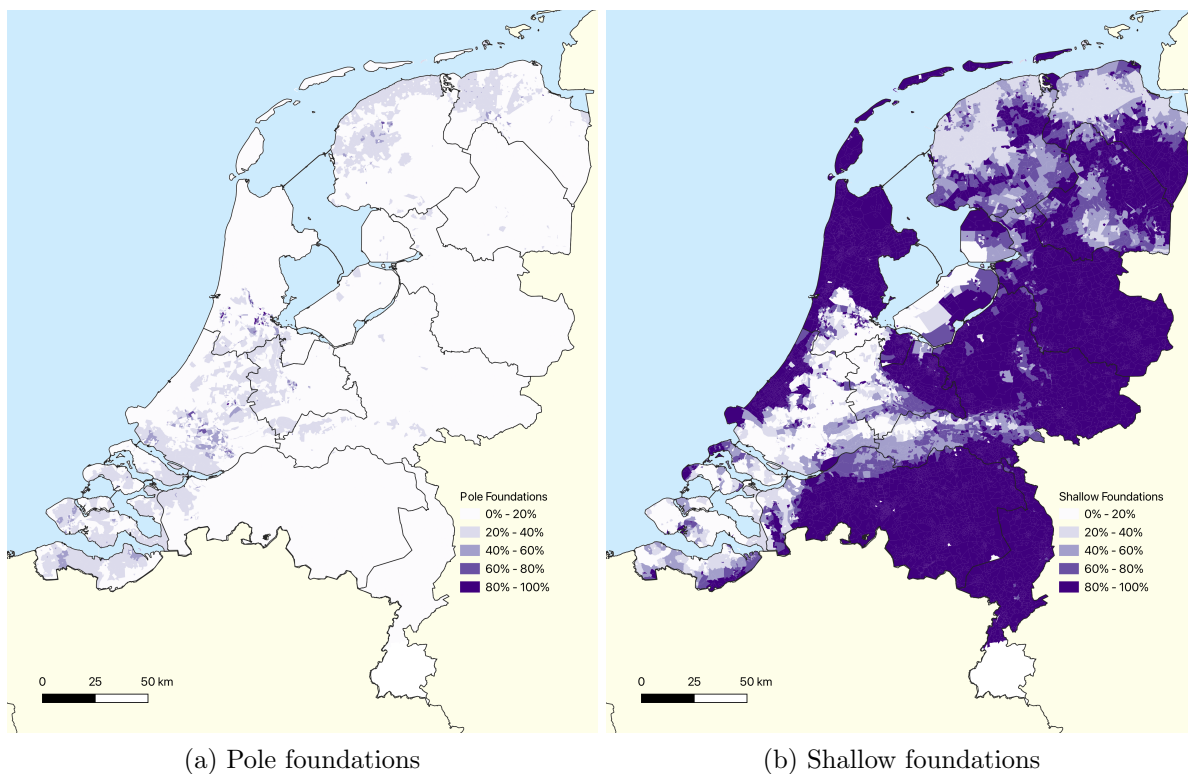 Pole Foundations
0% - 20%
20% - 40%
40% - 60%
60% - 80%
80% - 100%
0 25 50 km
Shallow Foundations
0% - 20%
20% - 40%
40% - 60%
60% - 80%
80% - 100%
0 25 50 km
(a) Pole foundations
(b) Shallow foundations